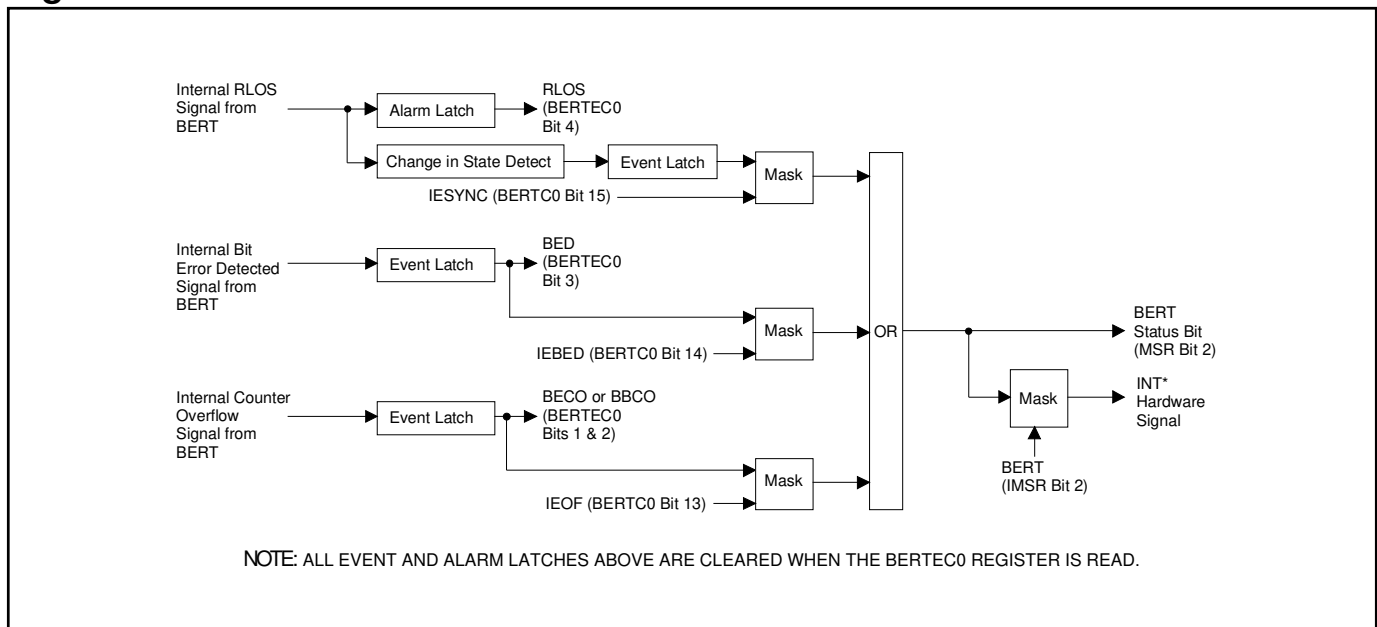 Internal RLOS
Signal from
BERT
Alarm Latch
RLOS
(BERTEC0
Bit 4)
Change in State Detect
Event Latch
Mask
IESYNC (BERTC0 Bit 15)
Internal Bit
Error Detected
Signal from
BERT
Event Latch
BED
(BERTEC0
Bit 3)
Mask
IEBED (BERTC0 Bit 14)
OR
BERT
Status Bit
(MSR Bit 2)
Mask
INT*
Hardware
Signal
BERT
(IMSR Bit 2)
Internal Counter
Overflow
Signal from
BERT
Event Latch
BECO or BBCO
(BERTEC0
Bits 1 & 2)
Mask
IEOF (BERTC0 Bit 13)
NOTE: ALL EVENT AND ALARM LATCHES ABOVE ARE CLEARED WHEN THE BERTEC0 REGISTER IS READ.